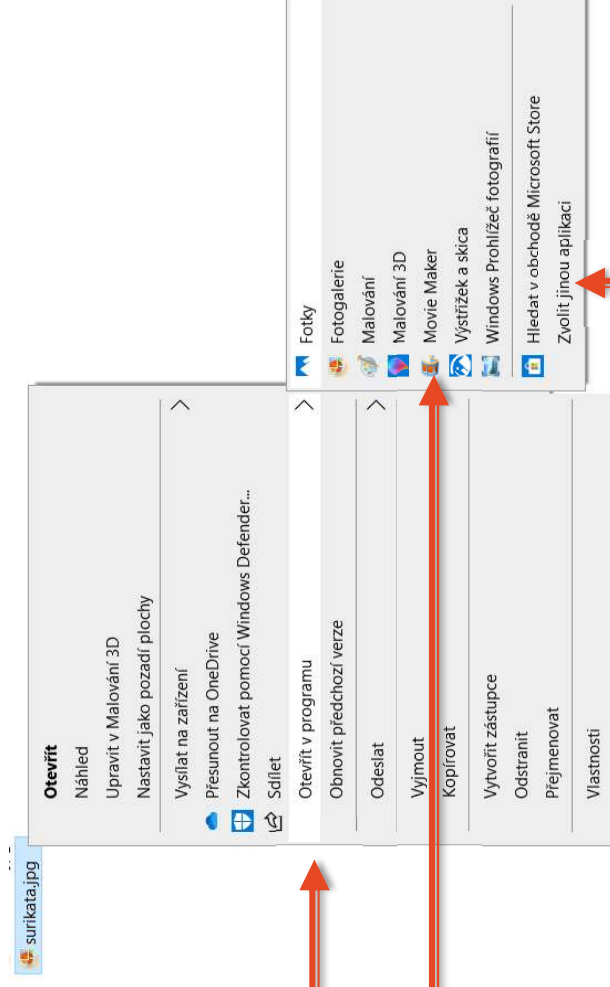 surikata.jpg
Otevřít
Náhled
Upravit v Malování 3D
Nastavit jako pozadí plochy
Vysílat na zařízení
Přesunout na OneDrive
Zkontrolovat pomocí Windows Defender...
Sdílet
Otevřít v programu
Obnovit předchozí verze
Odeslat
Vyjmout
Kopírovat
Vytvořit zástupce
Odstranit
Přejmenovat
Vlastnosti
Fotky
Fotogalerie
Malování
Malování 3D
Movie Maker
Výstřižek a skica
Windows Prohlížeč fotografií
Hledat v obchodě Microsoft Store
Zvolit jinou aplikaci